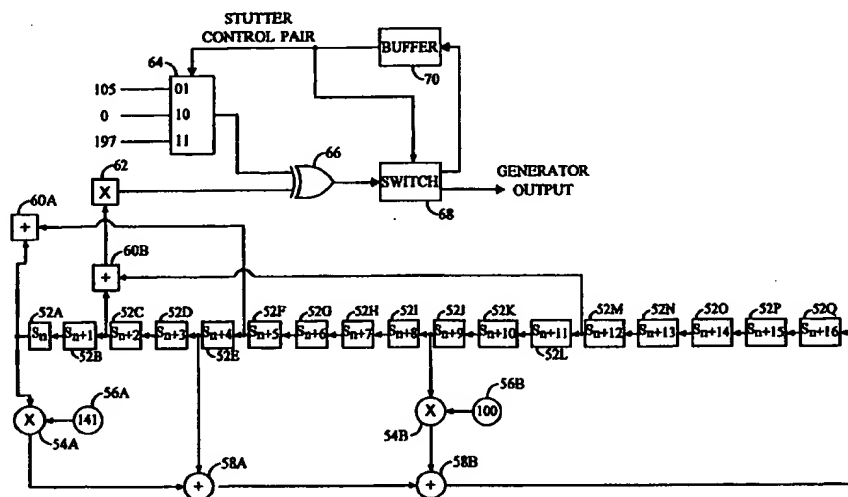 STUTTER
CONTROL PAIR
BUFFER
70
64
105
01
0
10
197
11
66
62
X
SWITCH
68
GENERATOR
OUTPUT
60A
+
60B
+
52A
52C
52D
52F
52G
52H
52I
52J
52K
52M
52N
52O
52P
52Q
Sn
Sn+1
Sn+2
Sn+3
Sn+4
Sn+5
Sn+6
Sn+7
Sn+8
Sn+9
Sn+10
Sn+11
Sn+12
Sn+13
Sn+14
Sn+15
Sn+16
52B
52E
52L
56A
56B
X
141
X
100
54A
54B
58A
58B
+
+